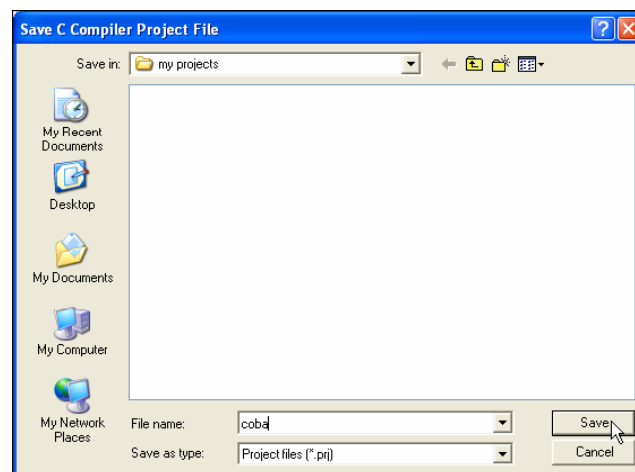 Save C Compiler Project File
Save in:
my projects
My Recent
Documents
Desktop
My Documents
My Computer
My Network
Places
File name:
coba
Save
Save as type:
Project files (*.prj)
Cancel